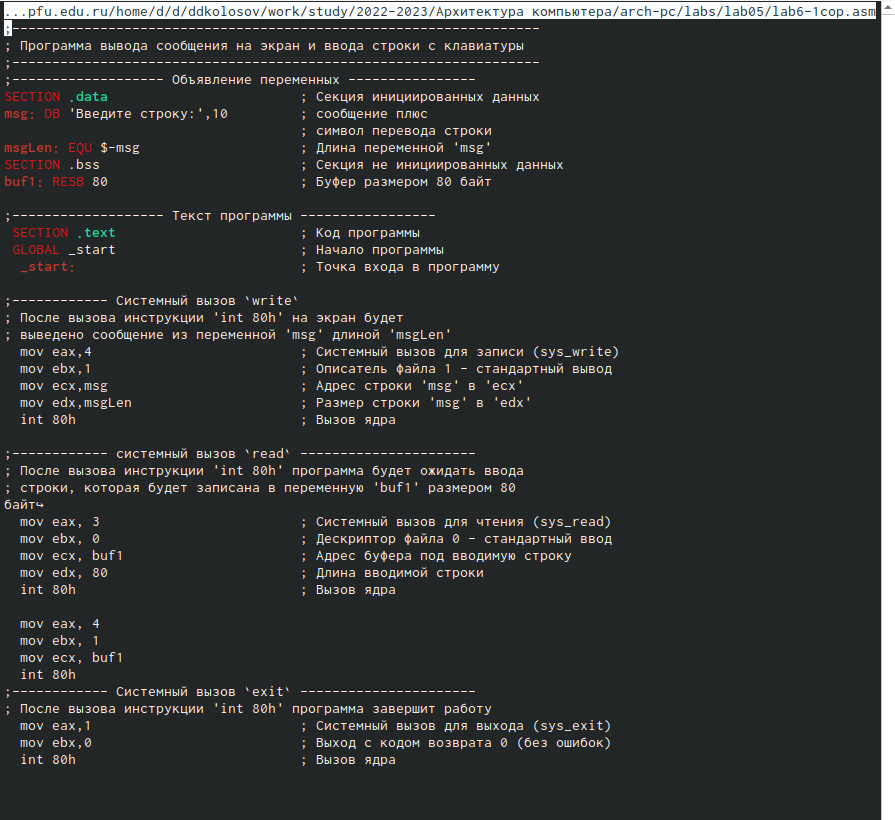 ...pfu.edu.ru/home/d/d/ddkolosov/work/study/2022-2023/Архитектура компьютера/arch-pc/labs/lab05/lab6-1cop.asm
;------------------------------------------------------------------
; Программа вывода сообщения на экран и ввода строки с клавиатуры
;------------------------------------------------------------------
;------------------- Объявление переменных ----------------
SECTION .data ; Секция инициированных данных
msg: DB 'Введите строку:',10 ; сообщение плюс
; символ перевода строки
msgLen: EQU $-msg ; Длина переменной 'msg'
SECTION .bss ; Секция не инициированных данных
buf1: RESB 80 ; Буфер размером 80 байт
;------------------- Текст программы -----------------
SECTION .text ; Код программы
GLOBAL _start ; Начало программы
_start: ; Точка входа в программу
;------------ Системный вызов `write`
; После вызова инструкции 'int 80h' на экран будет
; выведено сообщение из переменной 'msg' длиной 'msgLen'
mov eax,4 ; Системный вызов для записи (sys_write)
mov ebx,1 ; Описатель файла 1 - стандартный вывод
mov ecx,msg ; Адрес строки 'msg' в 'ecx'
mov edx,msgLen ; Размер строки 'msg' в 'edx'
int 80h ; Вызов ядра
;------------ системный вызов `read` ----------------------
; После вызова инструкции 'int 80h' программа будет ожидать ввода
; строки, которая будет записана в переменную 'buf1' размером 80
байт↪
mov eax, 3 ; Системный вызов для чтения (sys_read)
mov ebx, 0 ; Дескриптор файла 0 - стандартный ввод
mov ecx, buf1 ; Адрес буфера под вводимую строку
mov edx, 80 ; Длина вводимой строки
int 80h ; Вызов ядра
mov eax, 4
mov ebx, 1
mov ecx, buf1
int 80h
;------------ Системный вызов `exit` ----------------------
; После вызова инструкции 'int 80h' программа завершит работу
mov eax,1 ; Системный вызов для выхода (sys_exit)
mov ebx,0 ; Выход с кодом возврата 0 (без ошибок)
int 80h ; Вызов ядра